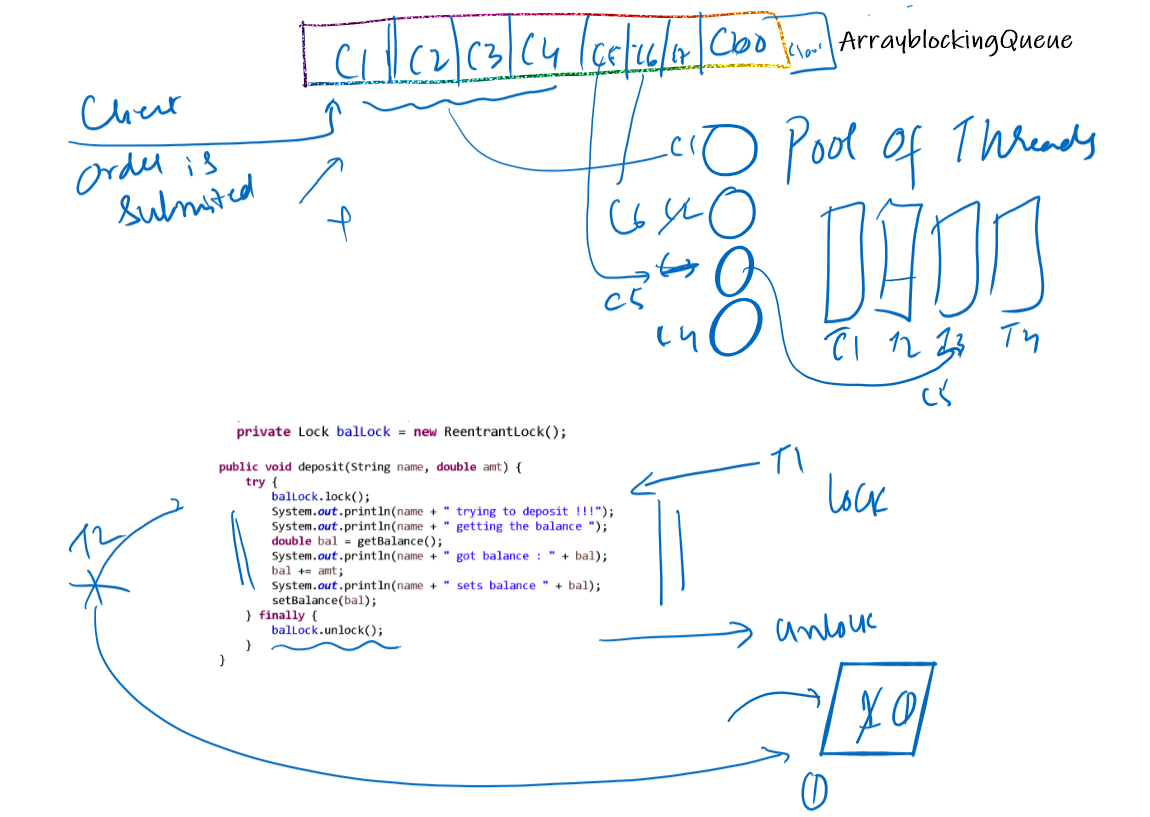 C1 C2 C3 C4 C5 C6 C7 C100 ArrayblockingQueue
Client
order is
submitted
P
C1 Pool of Threads
C6
C5
C4
T1 T2 T3 T4
C5
private Lock balLock = new ReentrantLock();
public void deposit(String name, double amt) {
try {
balLock.lock();
System.out.println(name + " trying to deposit !!!");
System.out.println(name + " getting the balance ");
double bal = getBalance();
System.out.println(name + " got balance : " + bal);
bal += amt;
System.out.println(name + " sets balance " + bal);
setBalance(bal);
} finally {
balLock.unlock();
}
}
T1
lock
T2
unlock
1 0
1